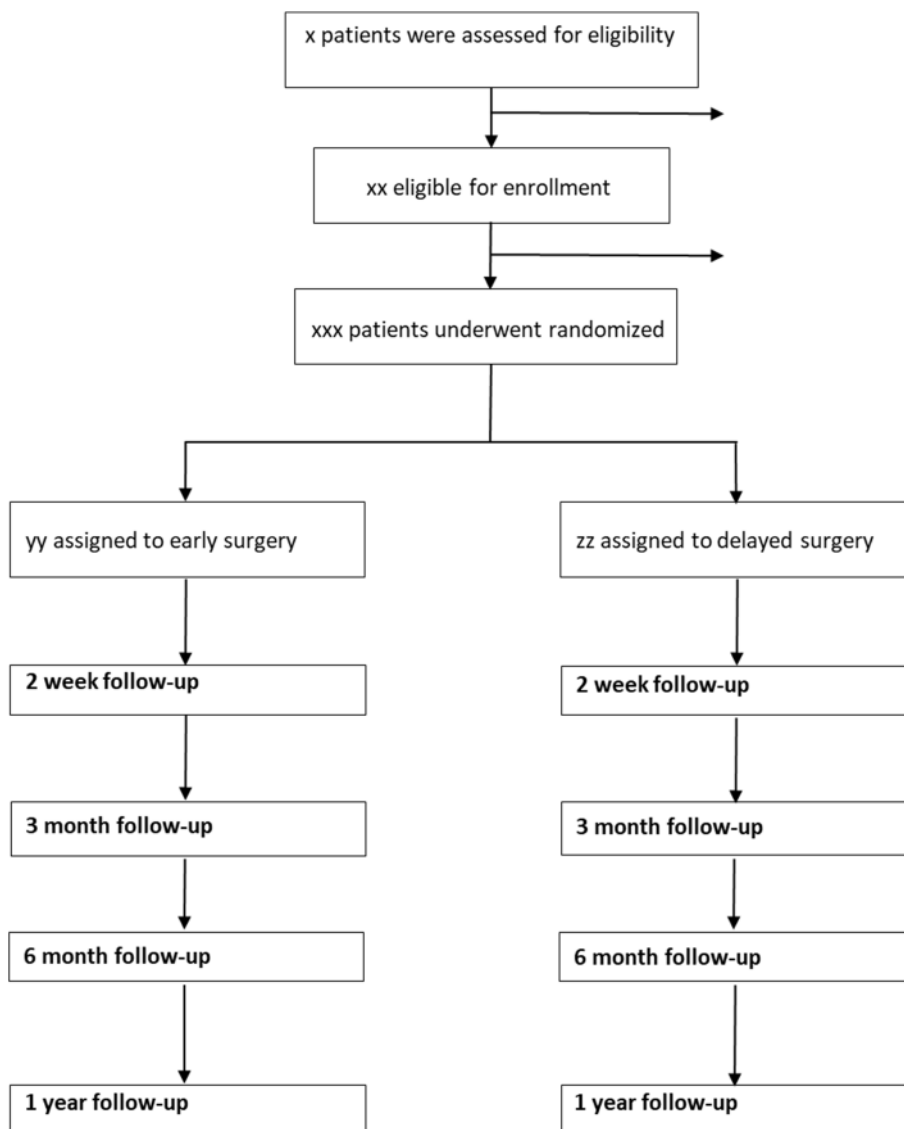 x patients were assessed for eligibility
xx eligible for enrollment
xxx patients underwent randomized
yy assigned to early surgery
zz assigned to delayed surgery
2 week follow-up
2 week follow-up
3 month follow-up
3 month follow-up
6 month follow-up
6 month follow-up
1 year follow-up
1 year follow-up